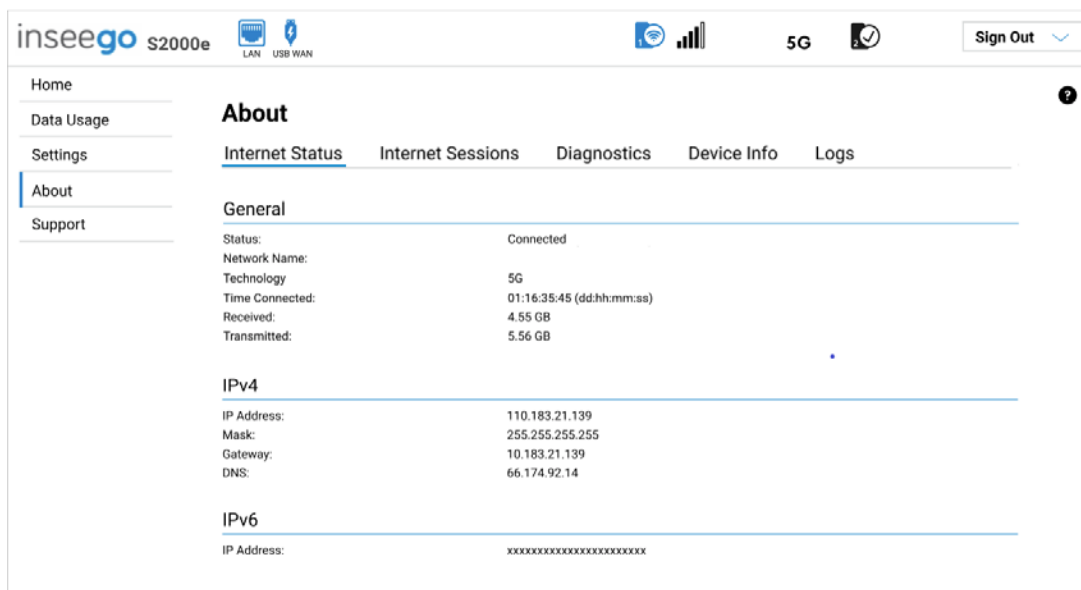 inseego S2000e
LAN USB WAN
1
5G
2
Sign Out
Home
Data Usage
Settings
About
Support
?
About
Internet Status Internet Sessions Diagnostics Device Info Logs
General
Status: Connected
Network Name:
Technology 5G
Time Connected: 01:16:35:45 (dd:hh:mm:ss)
Received: 4.55 GB
Transmitted: 5.56 GB
IPv4
IP Address: 110.183.21.139
Mask: 255.255.255.255
Gateway: 10.183.21.139
DNS: 66.174.92.14
IPv6
IP Address: xxxxxxxxxxxxxxxxxxxxxxx